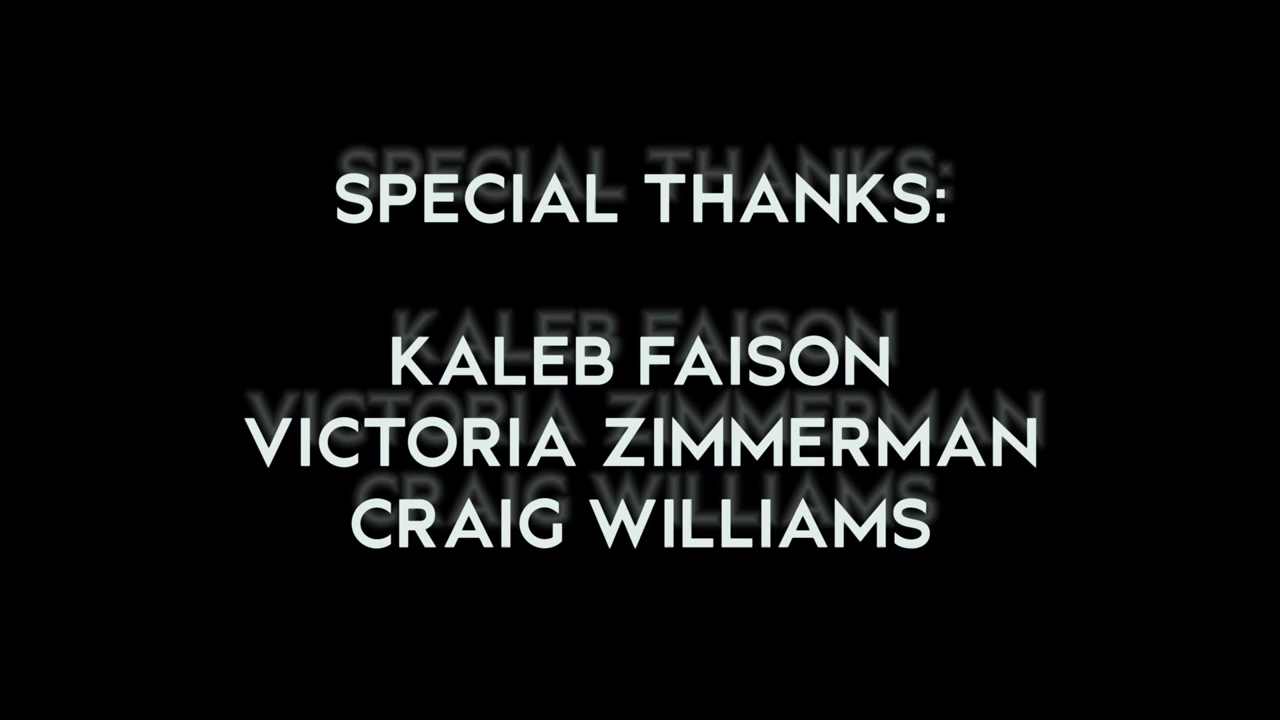 SPECIAL THANKS:
KALEB FAISON
VICTORIA ZIMMERMAN
CRAIG WILLIAMS